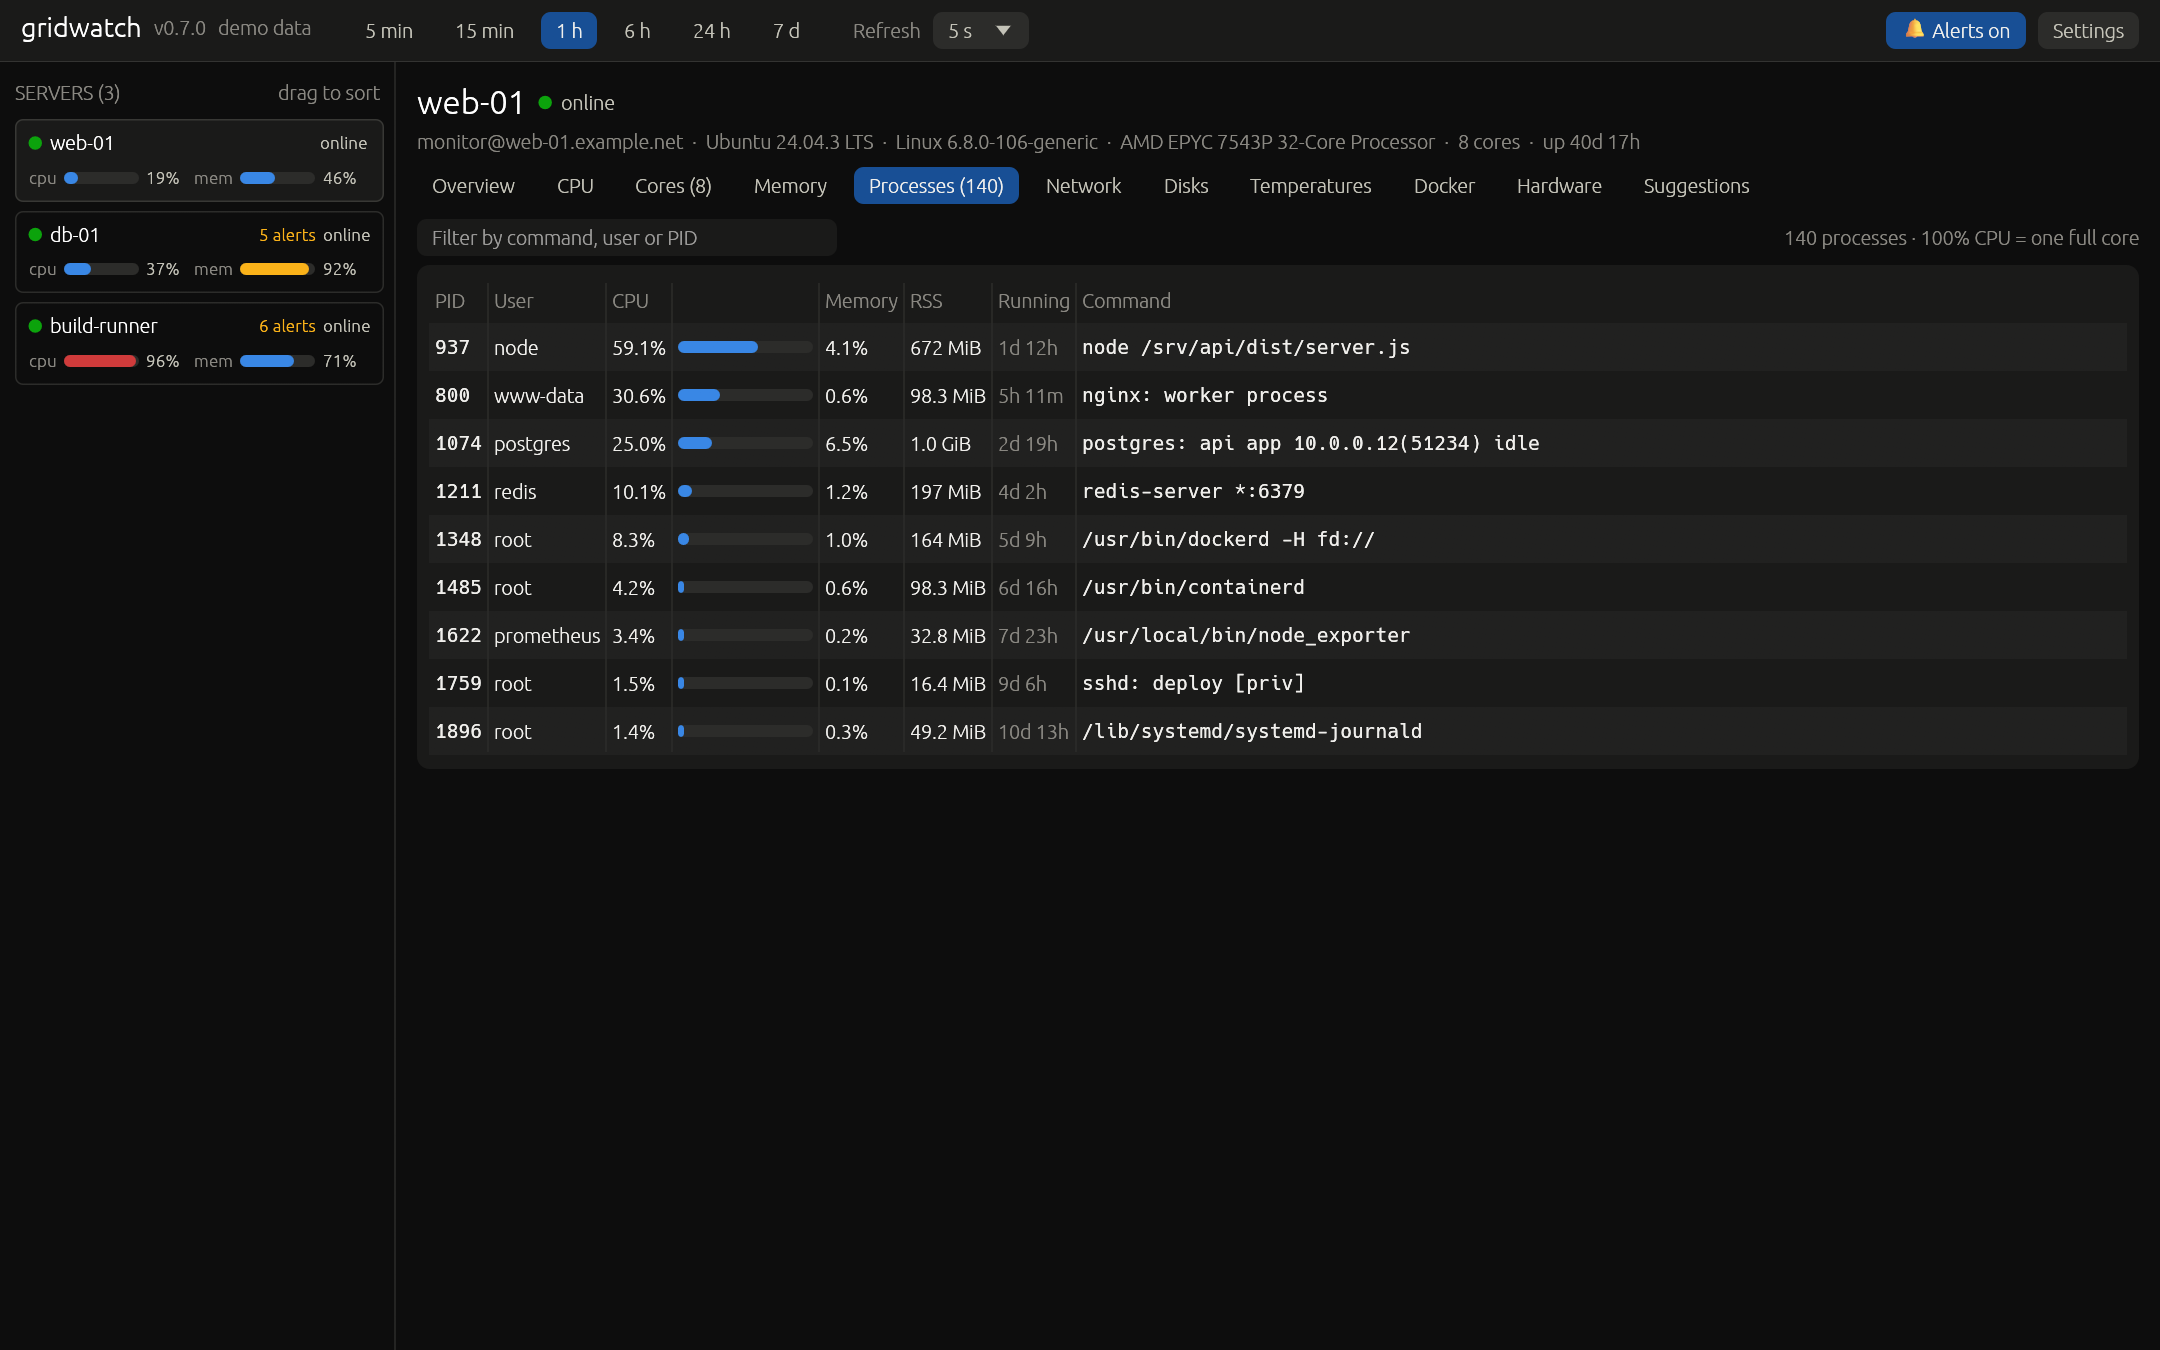 gridwatch v0.7.0 demo data 5 min 15 min 1 h 6 h 24 h 7 d Refresh 5 s Alerts on Settings
SERVERS (3) drag to sort
web-01 online
cpu 19% mem 46%
db-01 5 alerts online
cpu 37% mem 92%
build-runner 6 alerts online
cpu 96% mem 71%
web-01 online
monitor@web-01.example.net · Ubuntu 24.04.3 LTS · Linux 6.8.0-106-generic · AMD EPYC 7543P 32-Core Processor · 8 cores · up 40d 17h
Overview CPU Cores (8) Memory Processes (140) Network Disks Temperatures Docker Hardware Suggestions
Filter by command, user or PID 140 processes · 100% CPU = one full core
PID User CPU Memory RSS Running Command
937 node 59.1% 4.1% 672 MiB 1d 12h node /srv/api/dist/server.js
800 www-data 30.6% 0.6% 98.3 MiB 5h 11m nginx: worker process
1074 postgres 25.0% 6.5% 1.0 GiB 2d 19h postgres: api app 10.0.0.12(51234) idle
1211 redis 10.1% 1.2% 197 MiB 4d 2h redis-server *:6379
1348 root 8.3% 1.0% 164 MiB 5d 9h /usr/bin/dockerd -H fd://
1485 root 4.2% 0.6% 98.3 MiB 6d 16h /usr/bin/containerd
1622 prometheus 3.4% 0.2% 32.8 MiB 7d 23h /usr/local/bin/node_exporter
1759 root 1.5% 0.1% 16.4 MiB 9d 6h sshd: deploy [priv]
1896 root 1.4% 0.3% 49.2 MiB 10d 13h /lib/systemd/systemd-journald